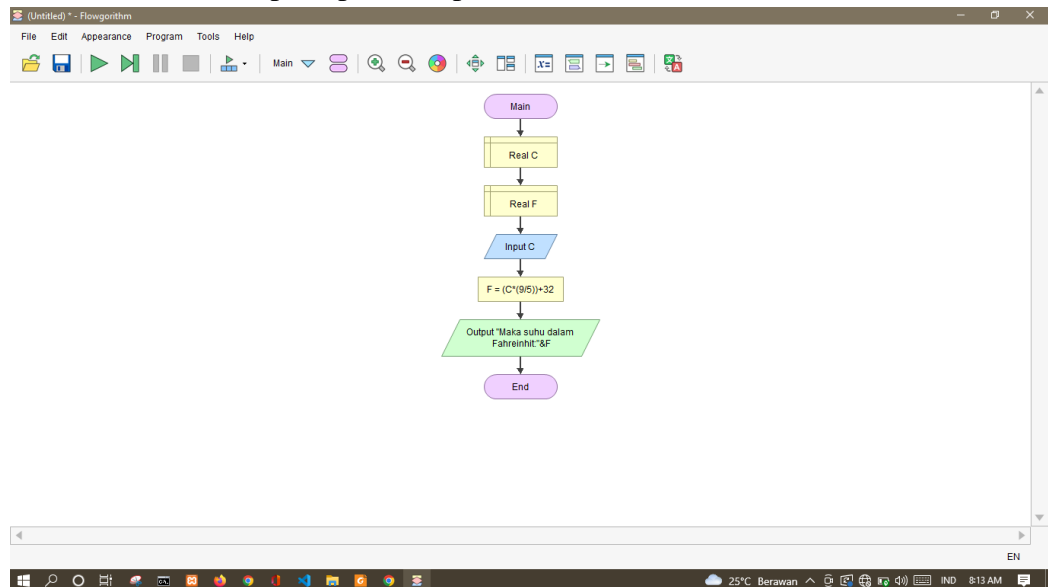 (Untitled) * - Flowgorithm
File Edit Appearance Program Tools Help
Main
x=
Main
Real C
Real F
Input C
F = (C*(9/5))+32
Output "Maka suhu dalam
Fahreinhit:"&F
End
EN
25°C Berawan
IND
8:13 AM